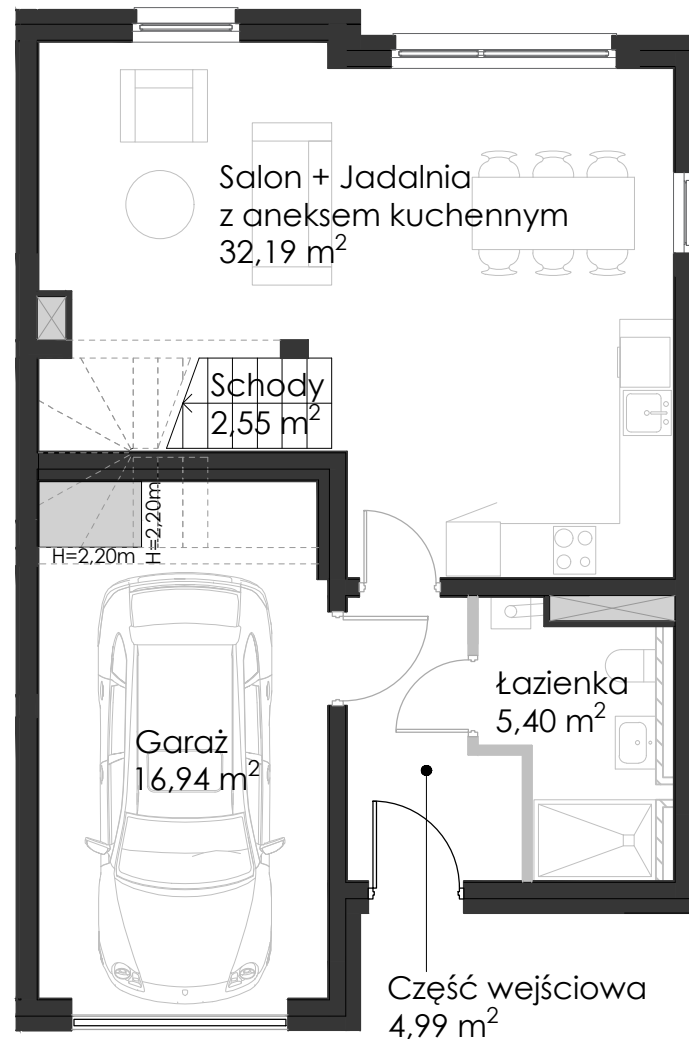 Salon + Jadalnia
z aneksem kuchennym
32,19 m²
Schody
2,55 m²
H=2,20m
H=2,20m
Łazienka
5,40 m²
Garaż
16,94 m²
Część wejściowa
4,99 m²